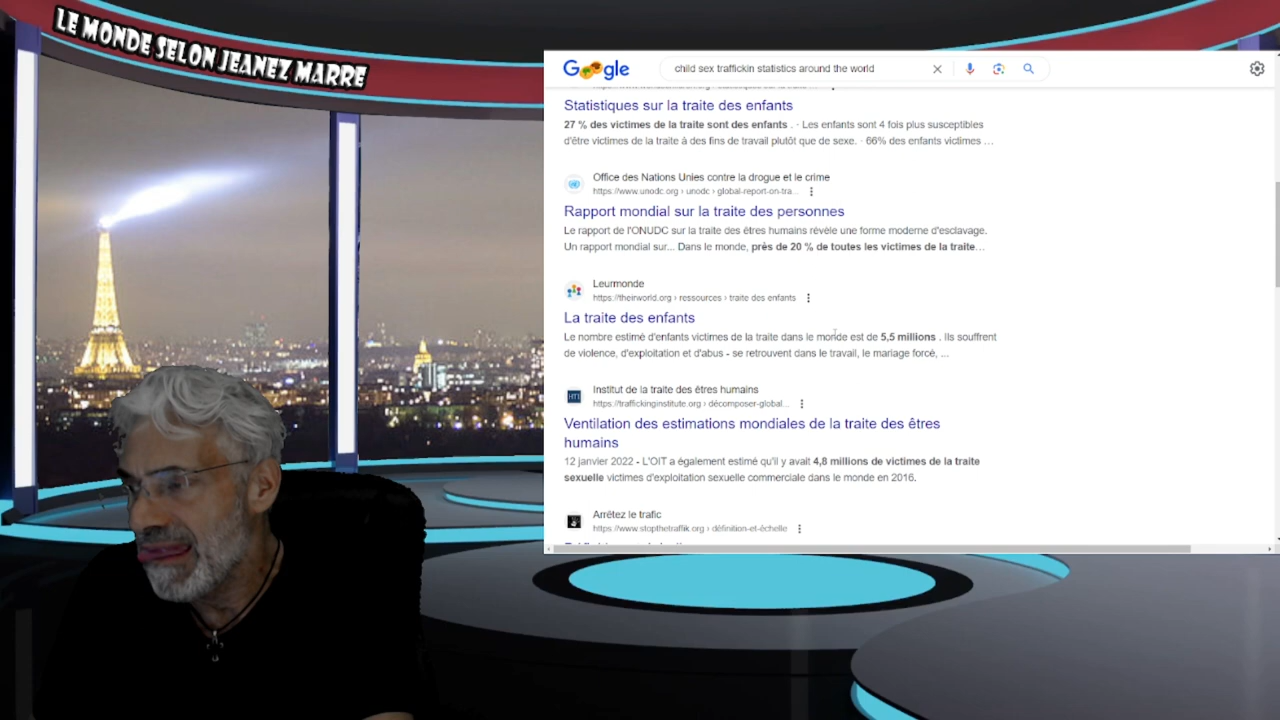 LE MONDE SELON JEANEZ MARRE
Google
child sex traffickin statistics around the world
Statistiques sur la traite des enfants
27 % des victimes de la traite sont des enfants . · Les enfants sont 4 fois plus susceptibles
d'être victimes de la traite à des fins de travail plutôt que de sexe. · 66% des enfants victimes ...
Office des Nations Unies contre la drogue et le crime
https://www.unodc.org › unodc › global-report-on-tra...
Rapport mondial sur la traite des personnes
Le rapport de l'ONUDC sur la traite des êtres humains révèle une forme moderne d'esclavage.
Un rapport mondial sur... Dans le monde, près de 20 % de toutes les victimes de la traite...
Leurmonde
https://theirworld.org › ressources › traite des enfants
La traite des enfants
Le nombre estimé d'enfants victimes de la traite dans le monde est de 5,5 millions . Ils souffrent
de violence, d'exploitation et d'abus - se retrouvent dans le travail, le mariage forcé, ...
Institut de la traite des êtres humains
HTI
https://traffickinginstitute.org › décomposer-global...
Ventilation des estimations mondiales de la traite des êtres
humains
12 janvier 2022 - L'OIT a également estimé qu'il y avait 4,8 millions de victimes de la traite
sexuelle victimes d'exploitation sexuelle commerciale dans le monde en 2016.
Arrêtez le trafic
https://www.stopthetraffik.org › définition-et-échelle